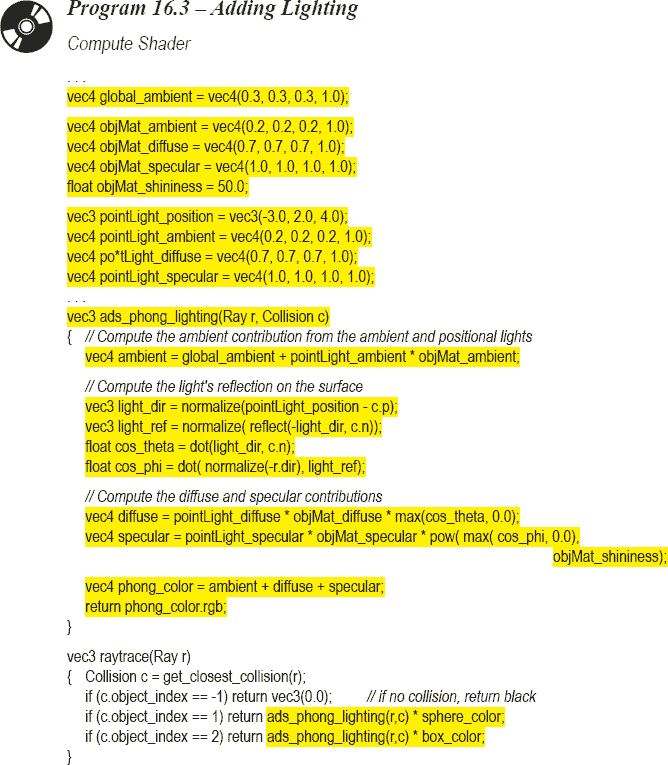 Program 16.3 – Adding Lighting
Compute Shader
. . .
vec4 global_ambient = vec4(0.3, 0.3, 0.3, 1.0);
vec4 objMat_ambient = vec4(0.2, 0.2, 0.2, 1.0);
vec4 objMat_diffuse = vec4(0.7, 0.7, 0.7, 1.0);
vec4 objMat_specular = vec4(1.0, 1.0, 1.0, 1.0);
float objMat_shininess = 50.0;
vec3 pointLight_position = vec3(-3.0, 2.0, 4.0);
vec4 pointLight_ambient = vec4(0.2, 0.2, 0.2, 1.0);
vec4 po*tLight_diffuse = vec4(0.7, 0.7, 0.7, 1.0);
vec4 pointLight_specular = vec4(1.0, 1.0, 1.0, 1.0);
. . .
vec3 ads_phong_lighting(Ray r, Collision c)
{ // Compute the ambient contribution from the ambient and positional lights
vec4 ambient = global_ambient + pointLight_ambient * objMat_ambient;
// Compute the light's reflection on the surface
vec3 light_dir = normalize(pointLight_position - c.p);
vec3 light_ref = normalize( reflect(-light_dir, c.n));
float cos_theta = dot(light_dir, c.n);
float cos_phi = dot( normalize(-r.dir), light_ref);
// Compute the diffuse and specular contributions
vec4 diffuse = pointLight_diffuse * objMat_diffuse * max(cos_theta, 0.0);
vec4 specular = pointLight_specular * objMat_specular * pow( max( cos_phi, 0.0),
objMat_shininess);
vec4 phong_color = ambient + diffuse + specular;
return phong_color.rgb;
}
vec3 raytrace(Ray r)
{ Collision c = get_closest_collision(r);
if (c.object_index == -1) return vec3(0.0); // if no collision, return black
if (c.object_index == 1) return ads_phong_lighting(r,c) * sphere_color;
if (c.object_index == 2) return ads_phong_lighting(r,c) * box_color;
}